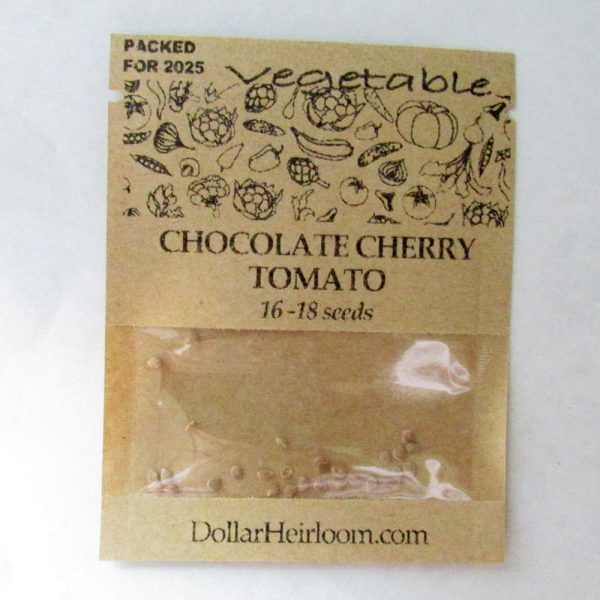 PACKED
FOR 2025
Vegetable
CHOCOLATE CHERRY
TOMATO
16 -18 seeds
DollarHeirloom.com